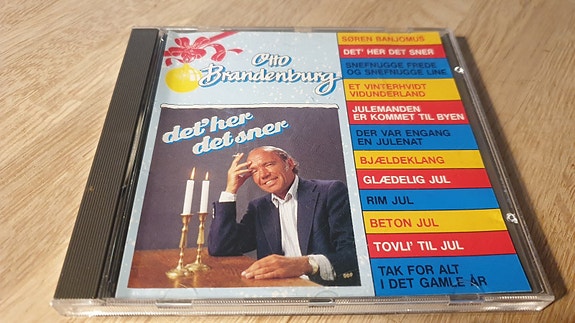 Otto
Brandenburg
det' her
det sner
SØREN BANJOMUS
DET' HER DET SNER
SNEFNUGGE FREDE
OG SNEFNUGGE LINE
ET VINTERHVIDT
VIDUNDERLAND
JULEMANDEN
ER KOMMET TIL BYEN
DER VAR ENGANG
EN JULENAT
BJÆLDEKLANG
GLÆDELIG JUL
RIM JUL
BETON JUL
TOVLI' TIL JUL
TAK FOR ALT
I DET GAMLE ÅR